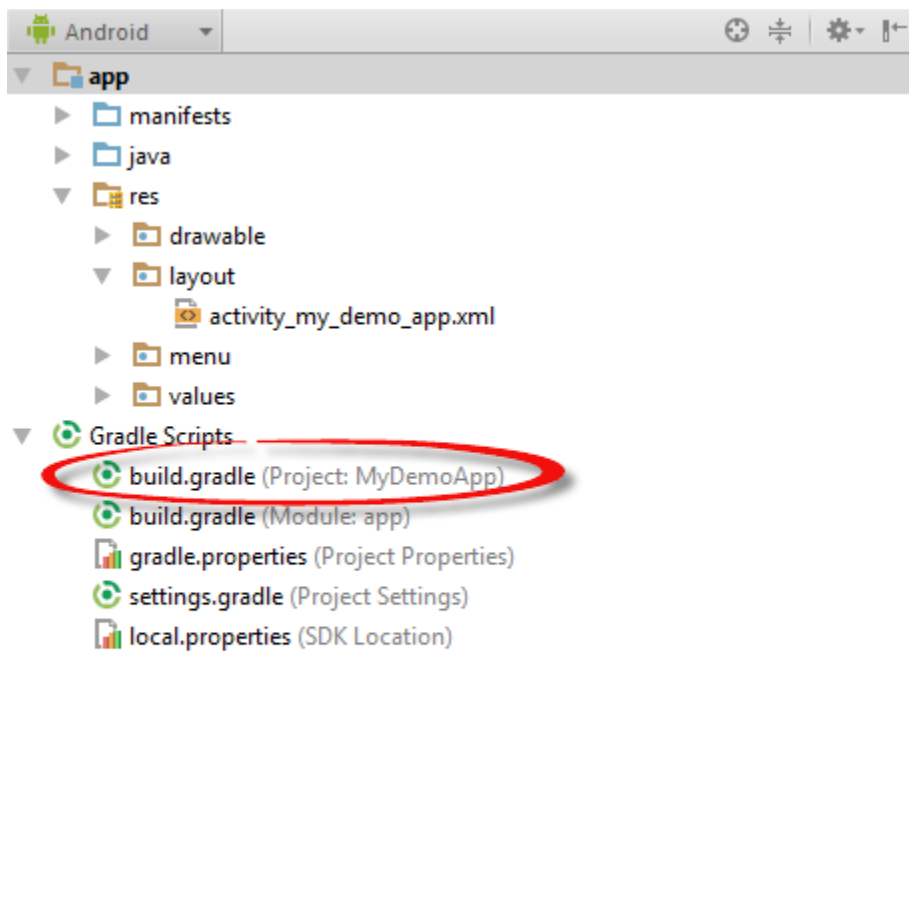 Android
app
manifests
java
res
drawable
layout
activity_my_demo_app.xml
menu
values
Gradle Scripts
build.gradle (Project: MyDemoApp)
build.gradle (Module: app)
gradle.properties (Project Properties)
settings.gradle (Project Settings)
local.properties (SDK Location)